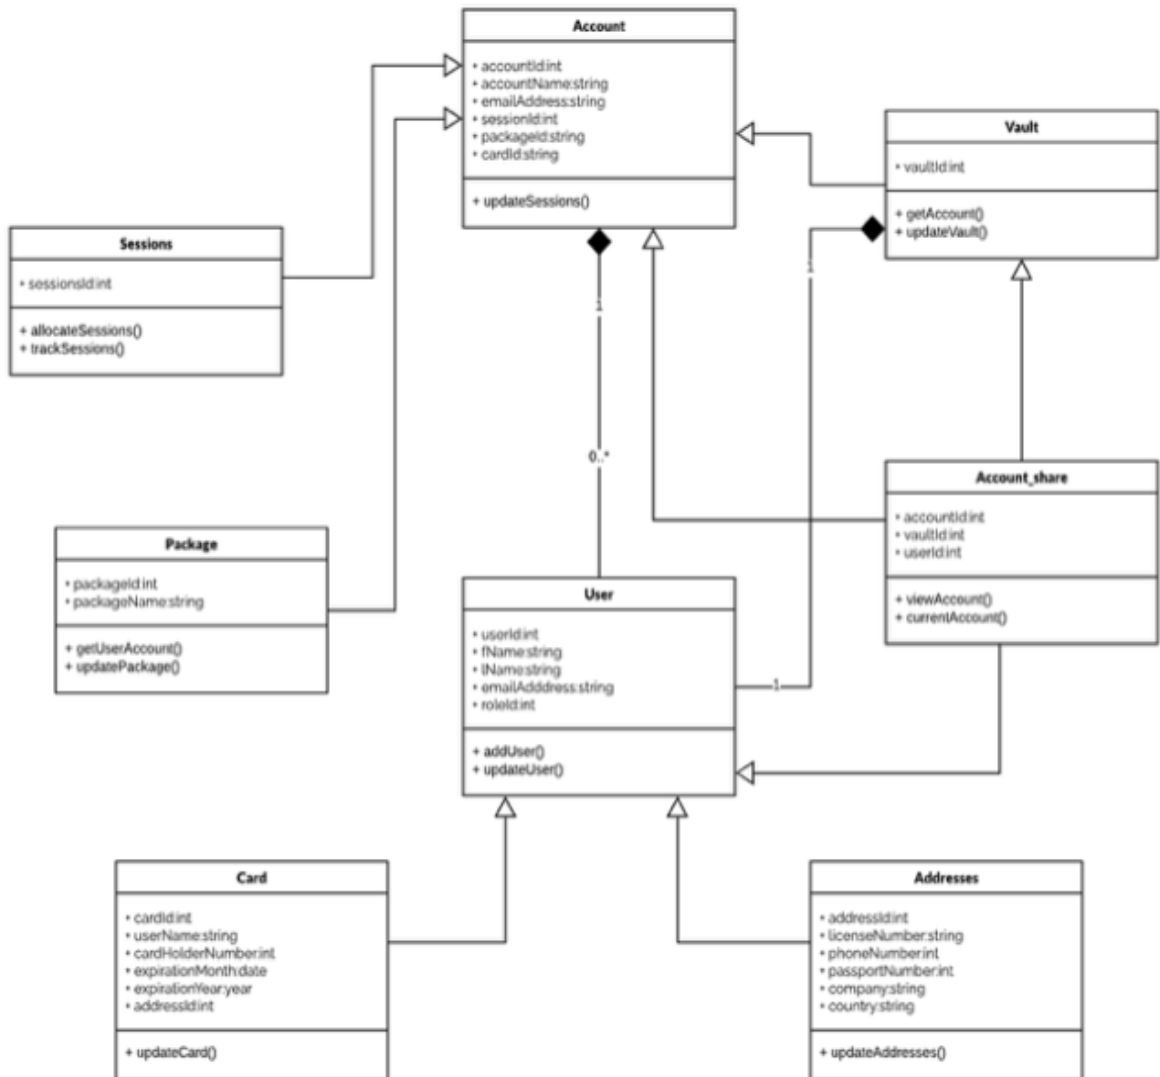 Account
+ accountId:int
+ accountName:string
+ emailAddress:string
+ sessionId:int
+ packageId:string
+ cardId:string
+ updateSessions()
Vault
+ vaultId:int
+ getAccount()
+ updateVault()
Sessions
+ sessionsId:int
+ allocateSessions()
+ trackSessions()
1
1
0..*
Account_share
+ accountId:int
+ vaultId:int
+ userId:int
+ viewAccount()
+ currentAccount()
Package
+ packageId:int
+ packageName:string
+ getUserAccount()
+ updatePackage()
User
+ userId:int
+ fName:string
+ lName:string
+ emailAdddress:string
+ roleId:int
+ addUser()
+ updateUser()
1
Card
+ cardId:int
+ userName:string
+ cardHolderNumber:int
+ expirationMonth:date
+ expirationYear:year
+ addressId:int
+ updateCard()
Addresses
+ addressId:int
+ licenseNumber:string
+ phoneNumber:int
+ passportNumber:int
+ company:string
+ country:string
+ updateAddresses()